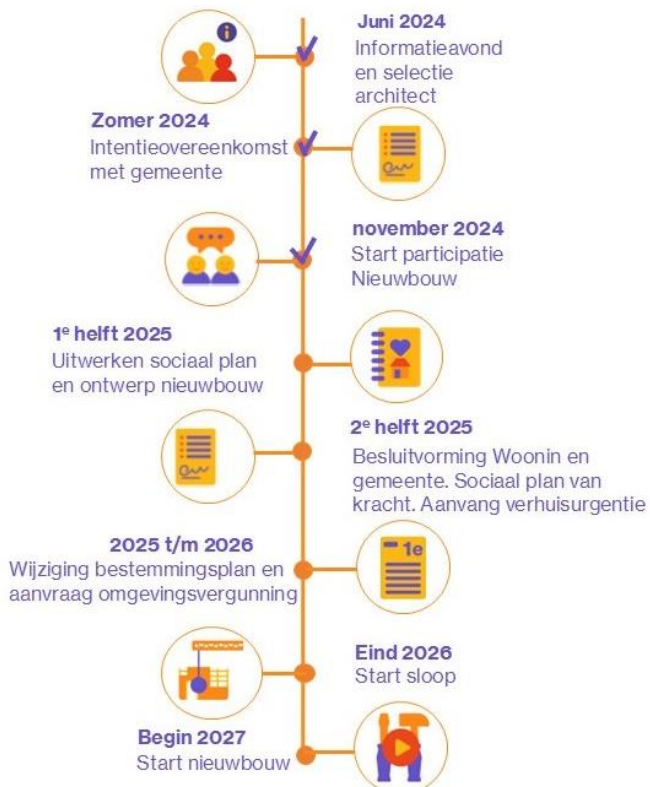 Juni 2024
Informatieavond
en selectie
architect
Zomer 2024
Intentieovereenkomst
met gemeente
november 2024
Start participatie
Nieuwbouw
1e helft 2025
Uitwerken sociaal plan
en ontwerp nieuwbouw
2e helft 2025
Besluitvorming Woonin en
gemeente. Sociaal plan van
kracht. Aanvang verhuisurgentie
2025 t/m 2026
Wijziging bestemmingsplan en
aanvraag omgevingsvergunning
1e
Eind 2026
Start sloop
Begin 2027
Start nieuwbouw